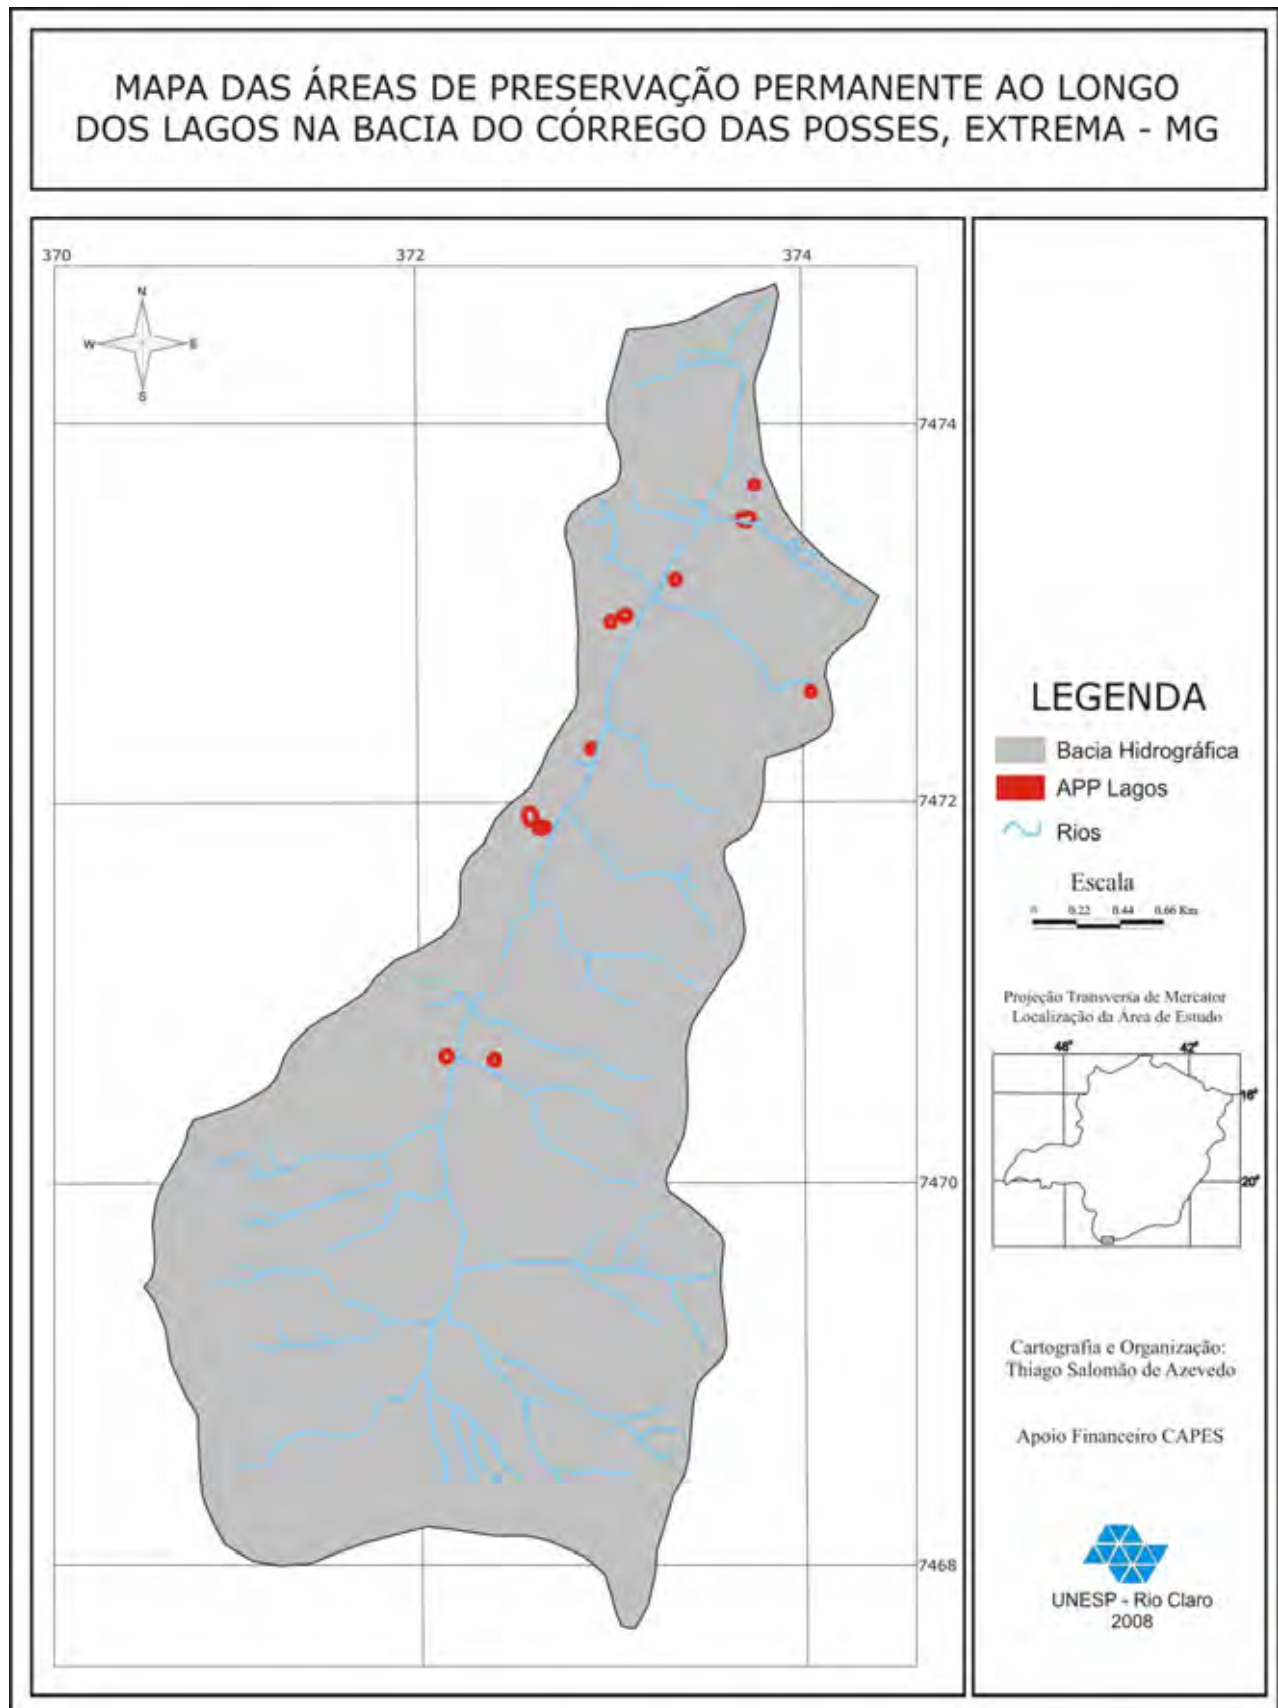 MAPA DAS ÁREAS DE PRESERVAÇÃO PERMANENTE AO LONGO
DOS LAGOS NA BACIA DO CÓRREGO DAS POSSES, EXTREMA - MG
370
372
374
N
W
E
S
7474
7472
7470
7468
LEGENDA
Bacia Hidrográfica
APP Lagos
Rios
Escala
0 0.22 0.44 0.66 Km
Projeção Transversa de Mercator
Localização da Área de Estudo
46° 42°
16°
20°
Cartografia e Organização:
Thiago Salomão de Azevedo
Apoio Financeiro CAPES
UNESP - Rio Claro
2008